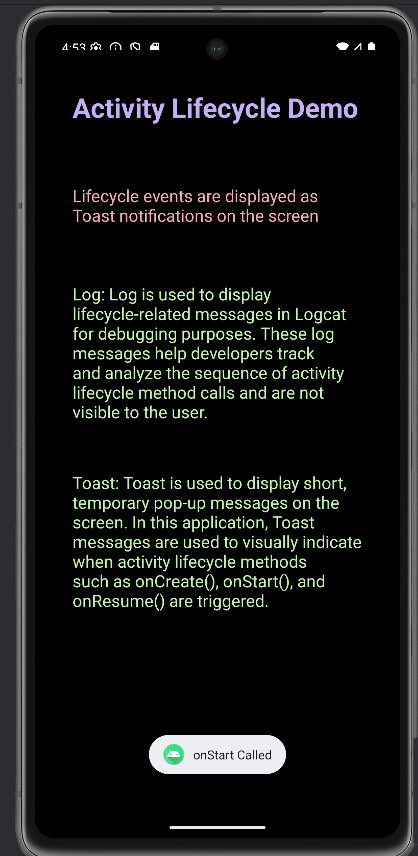 4:53
Activity Lifecycle Demo
Lifecycle events are displayed as
Toast notifications on the screen
Log: Log is used to display
lifecycle-related messages in Logcat
for debugging purposes. These log
messages help developers track
and analyze the sequence of activity
lifecycle method calls and are not
visible to the user.
Toast: Toast is used to display short,
temporary pop-up messages on the
screen. In this application, Toast
messages are used to visually indicate
when activity lifecycle methods
such as onCreate(), onStart(), and
onResume() are triggered.
onStart Called